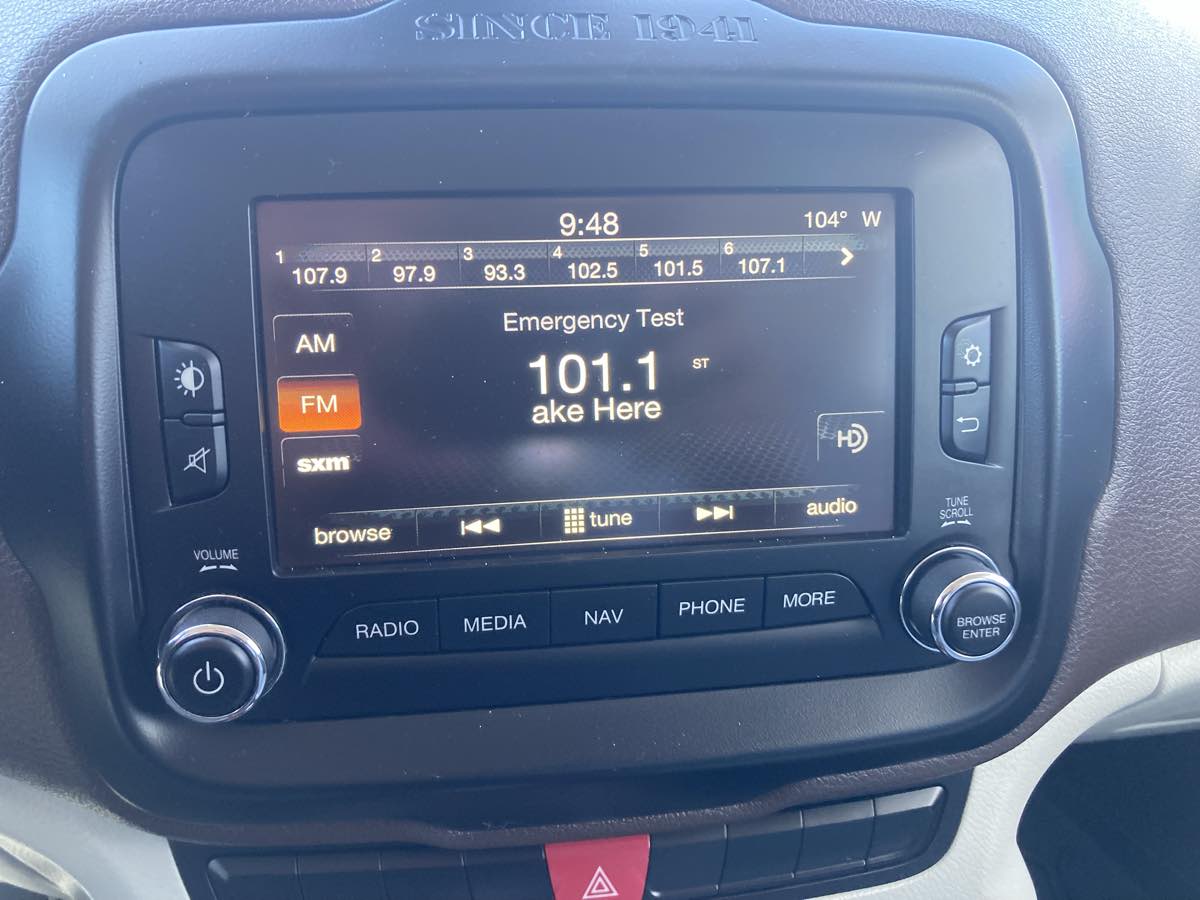 SINCE 1941
9:48
104° W
1 107.9 2 97.9 3 93.3 4 102.5 5 101.5 6 107.1
Emergency Test
AM
101.1 ST
FM
ake Here
HD
sxm
browse tune audio
VOLUME
TUNE
SCROLL
RADIO MEDIA NAV PHONE MORE
BROWSE
ENTER